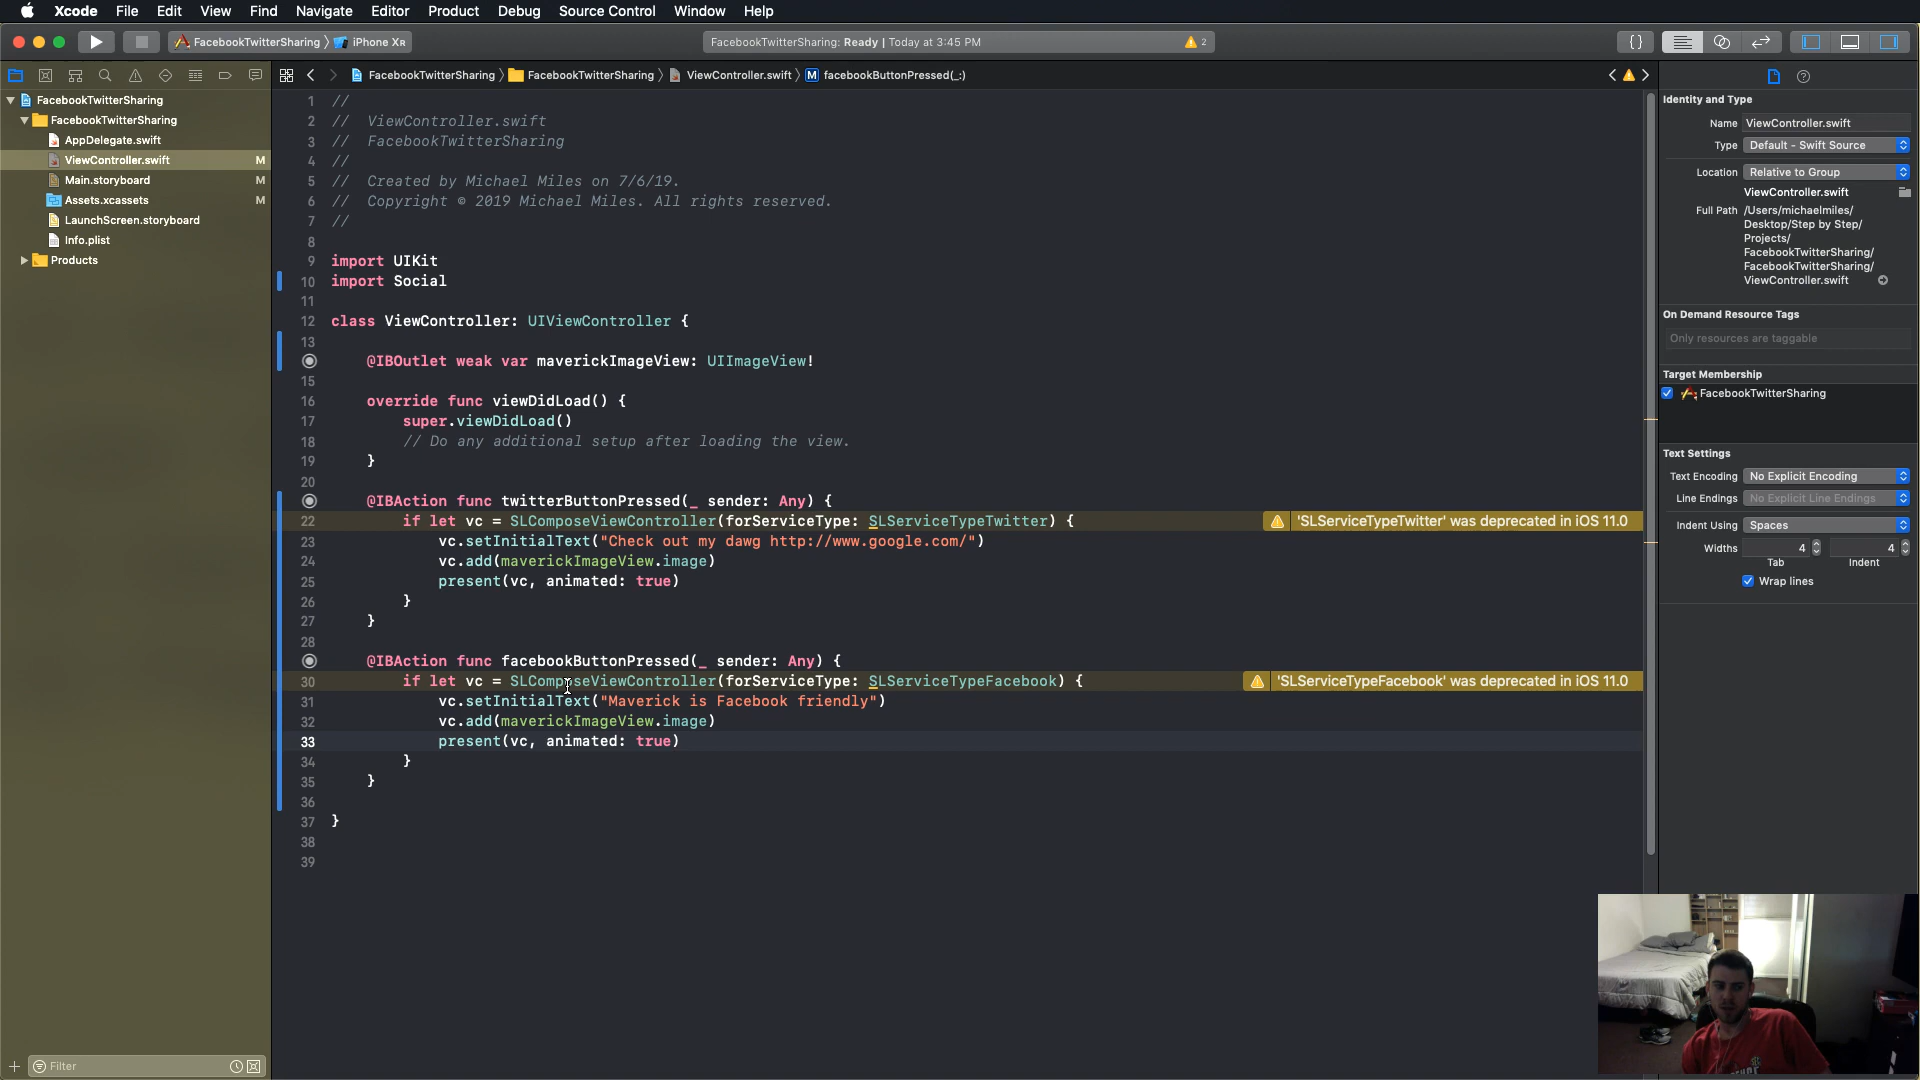 Xcode File Edit View Find Navigate Editor Product Debug Source Control Window Help
FacebookTwitterSharing iPhone XR
FacebookTwitterSharing: Ready | Today at 3:45 PM
2
FacebookTwitterSharing FacebookTwitterSharing ViewController.swift M facebookButtonPressed(_:)
FacebookTwitterSharing
FacebookTwitterSharing
AppDelegate.swift
ViewController.swift M
Main.storyboard M
Assets.xcassets M
LaunchScreen.storyboard
Info.plist
Products
Filter
1 //
2 // ViewController.swift
3 // FacebookTwitterSharing
4 //
5 // Created by Michael Miles on 7/6/19.
6 // Copyright © 2019 Michael Miles. All rights reserved.
7 //
8
9 import UIKit
10 import Social
11
12 class ViewController: UIViewController {
13
@IBOutlet weak var maverickImageView: UIImageView!
15
16 override func viewDidLoad() {
17 super.viewDidLoad()
18 // Do any additional setup after loading the view.
19 }
20
@IBAction func twitterButtonPressed(_ sender: Any) {
22 if let vc = SLComposeViewController(forServiceType: SLServiceTypeTwitter) { 'SLServiceTypeTwitter' was deprecated in iOS 11.0
23 vc.setInitialText("Check out my dawg http://www.google.com/")
24 vc.add(maverickImageView.image)
25 present(vc, animated: true)
26 }
27 }
28
@IBAction func facebookButtonPressed(_ sender: Any) {
30 if let vc = SLComposeViewController(forServiceType: SLServiceTypeFacebook) { 'SLServiceTypeFacebook' was deprecated in iOS 11.0
31 vc.setInitialText("Maverick is Facebook friendly")
32 vc.add(maverickImageView.image)
33 present(vc, animated: true)
34 }
35 }
36
37 }
38
39
Identity and Type
Name ViewController.swift
Type Default - Swift Source
Location Relative to Group
ViewController.swift
Full Path /Users/michaelmiles/
Desktop/Step by Step/
Projects/
FacebookTwitterSharing/
FacebookTwitterSharing/
ViewController.swift
On Demand Resource Tags
Only resources are taggable
Target Membership
FacebookTwitterSharing
Text Settings
Text Encoding No Explicit Encoding
Line Endings No Explicit Line Endings
Indent Using Spaces
Widths 4 4
Tab Indent
Wrap lines